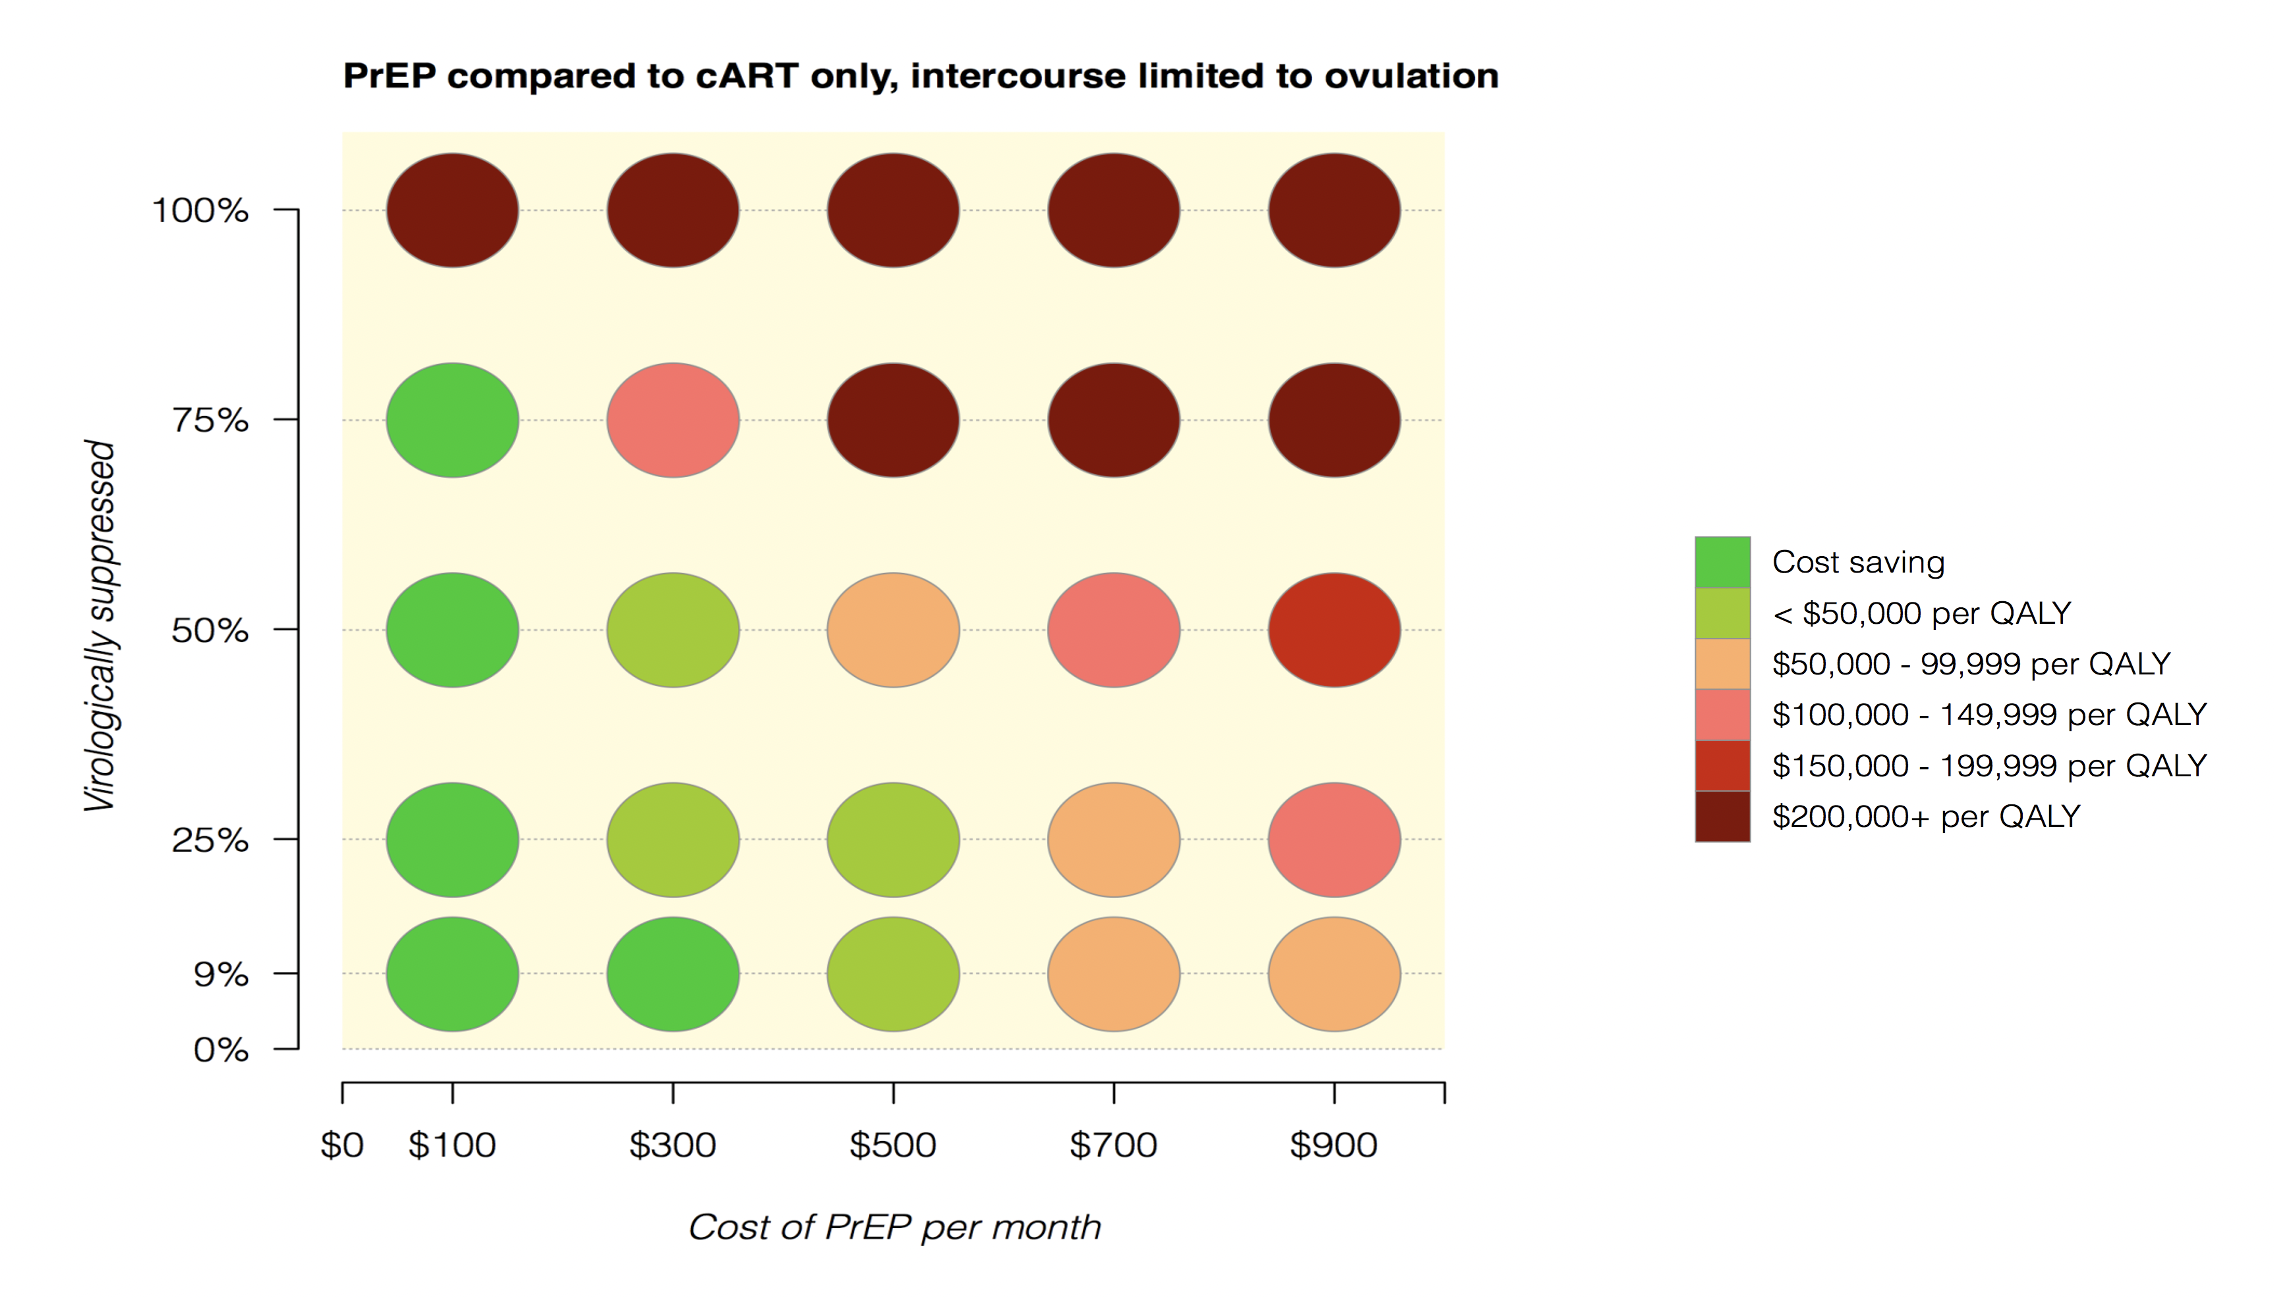 PrEP compared to cART only, intercourse limited to ovulation
100%
75%
50%
25%
9%
0%
Virologically suppressed
$0 $100 $300 $500 $700 $900
Cost of PrEP per month
Cost saving
< $50,000 per QALY
$50,000 - 99,999 per QALY
$100,000 - 149,999 per QALY
$150,000 - 199,999 per QALY
$200,000+ per QALY